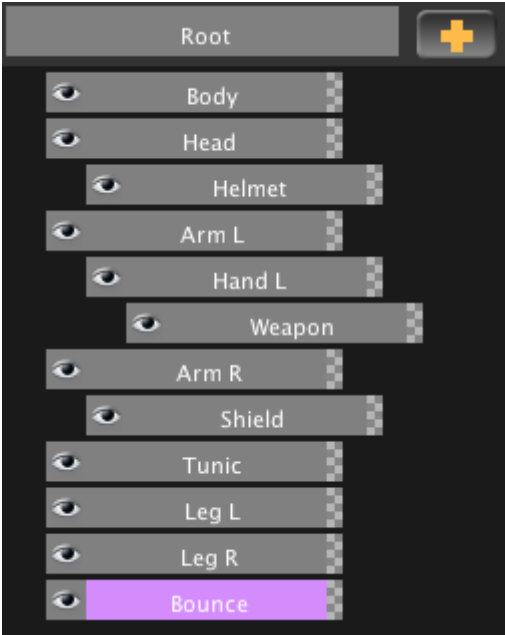 Root
Body
Head
Helmet
Arm L
Hand L
Weapon
Arm R
Shield
Tunic
Leg L
Leg R
Bounce